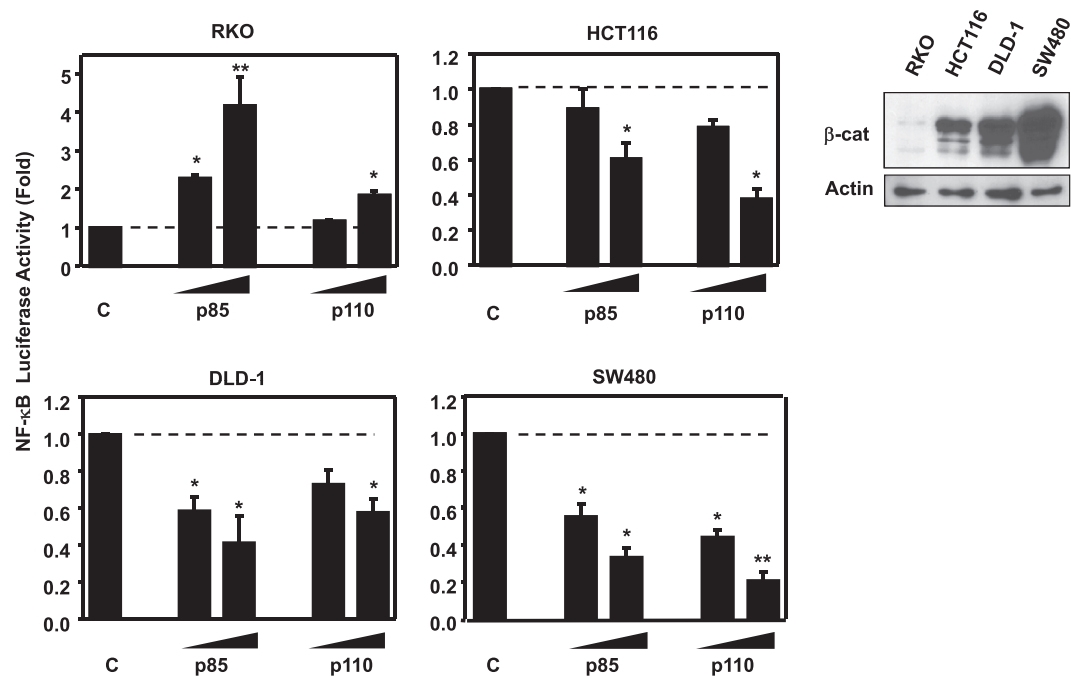 NF-κB Luciferase Activity (Fold)
RKO
5
4
3
2
1
0
*
**
*
C
p85
p110
HCT116
1.2
1.0
0.8
0.6
0.4
0.2
0.0
*
*
C
p85
p110
RKO
HCT116
DLD-1
SW480
β-cat
Actin
DLD-1
1.2
1.0
0.8
0.6
0.4
0.2
0.0
*
*
*
C
p85
p110
SW480
1.2
1.0
0.8
0.6
0.4
0.2
0.0
*
*
*
**
C
p85
p110